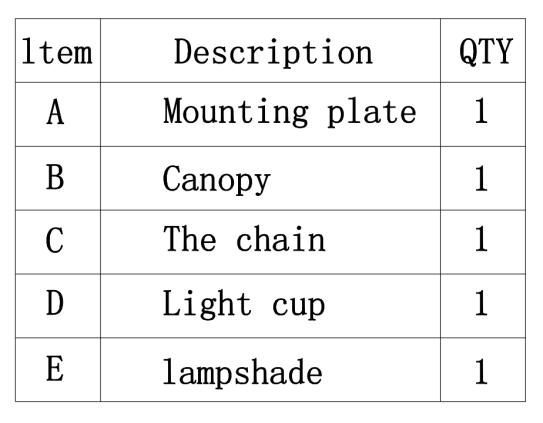 ltem Description QTY
A Mounting plate 1
B Canopy 1
C The chain 1
D Light cup 1
E lampshade 1